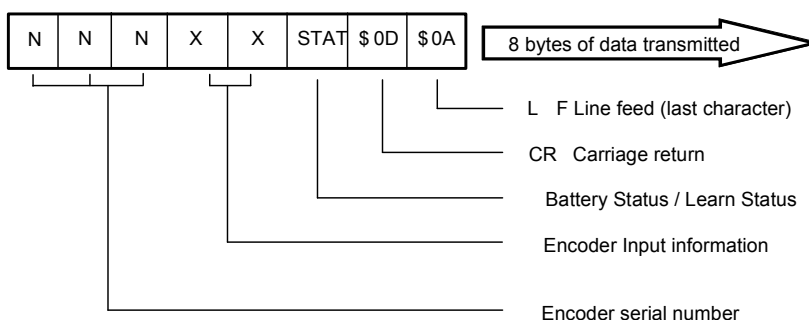 N N N X X STAT $0D $0A
8 bytes of data transmitted
L F Line feed (last character)
CR Carriage return
Battery Status / Learn Status
Encoder Input information
Encoder serial number